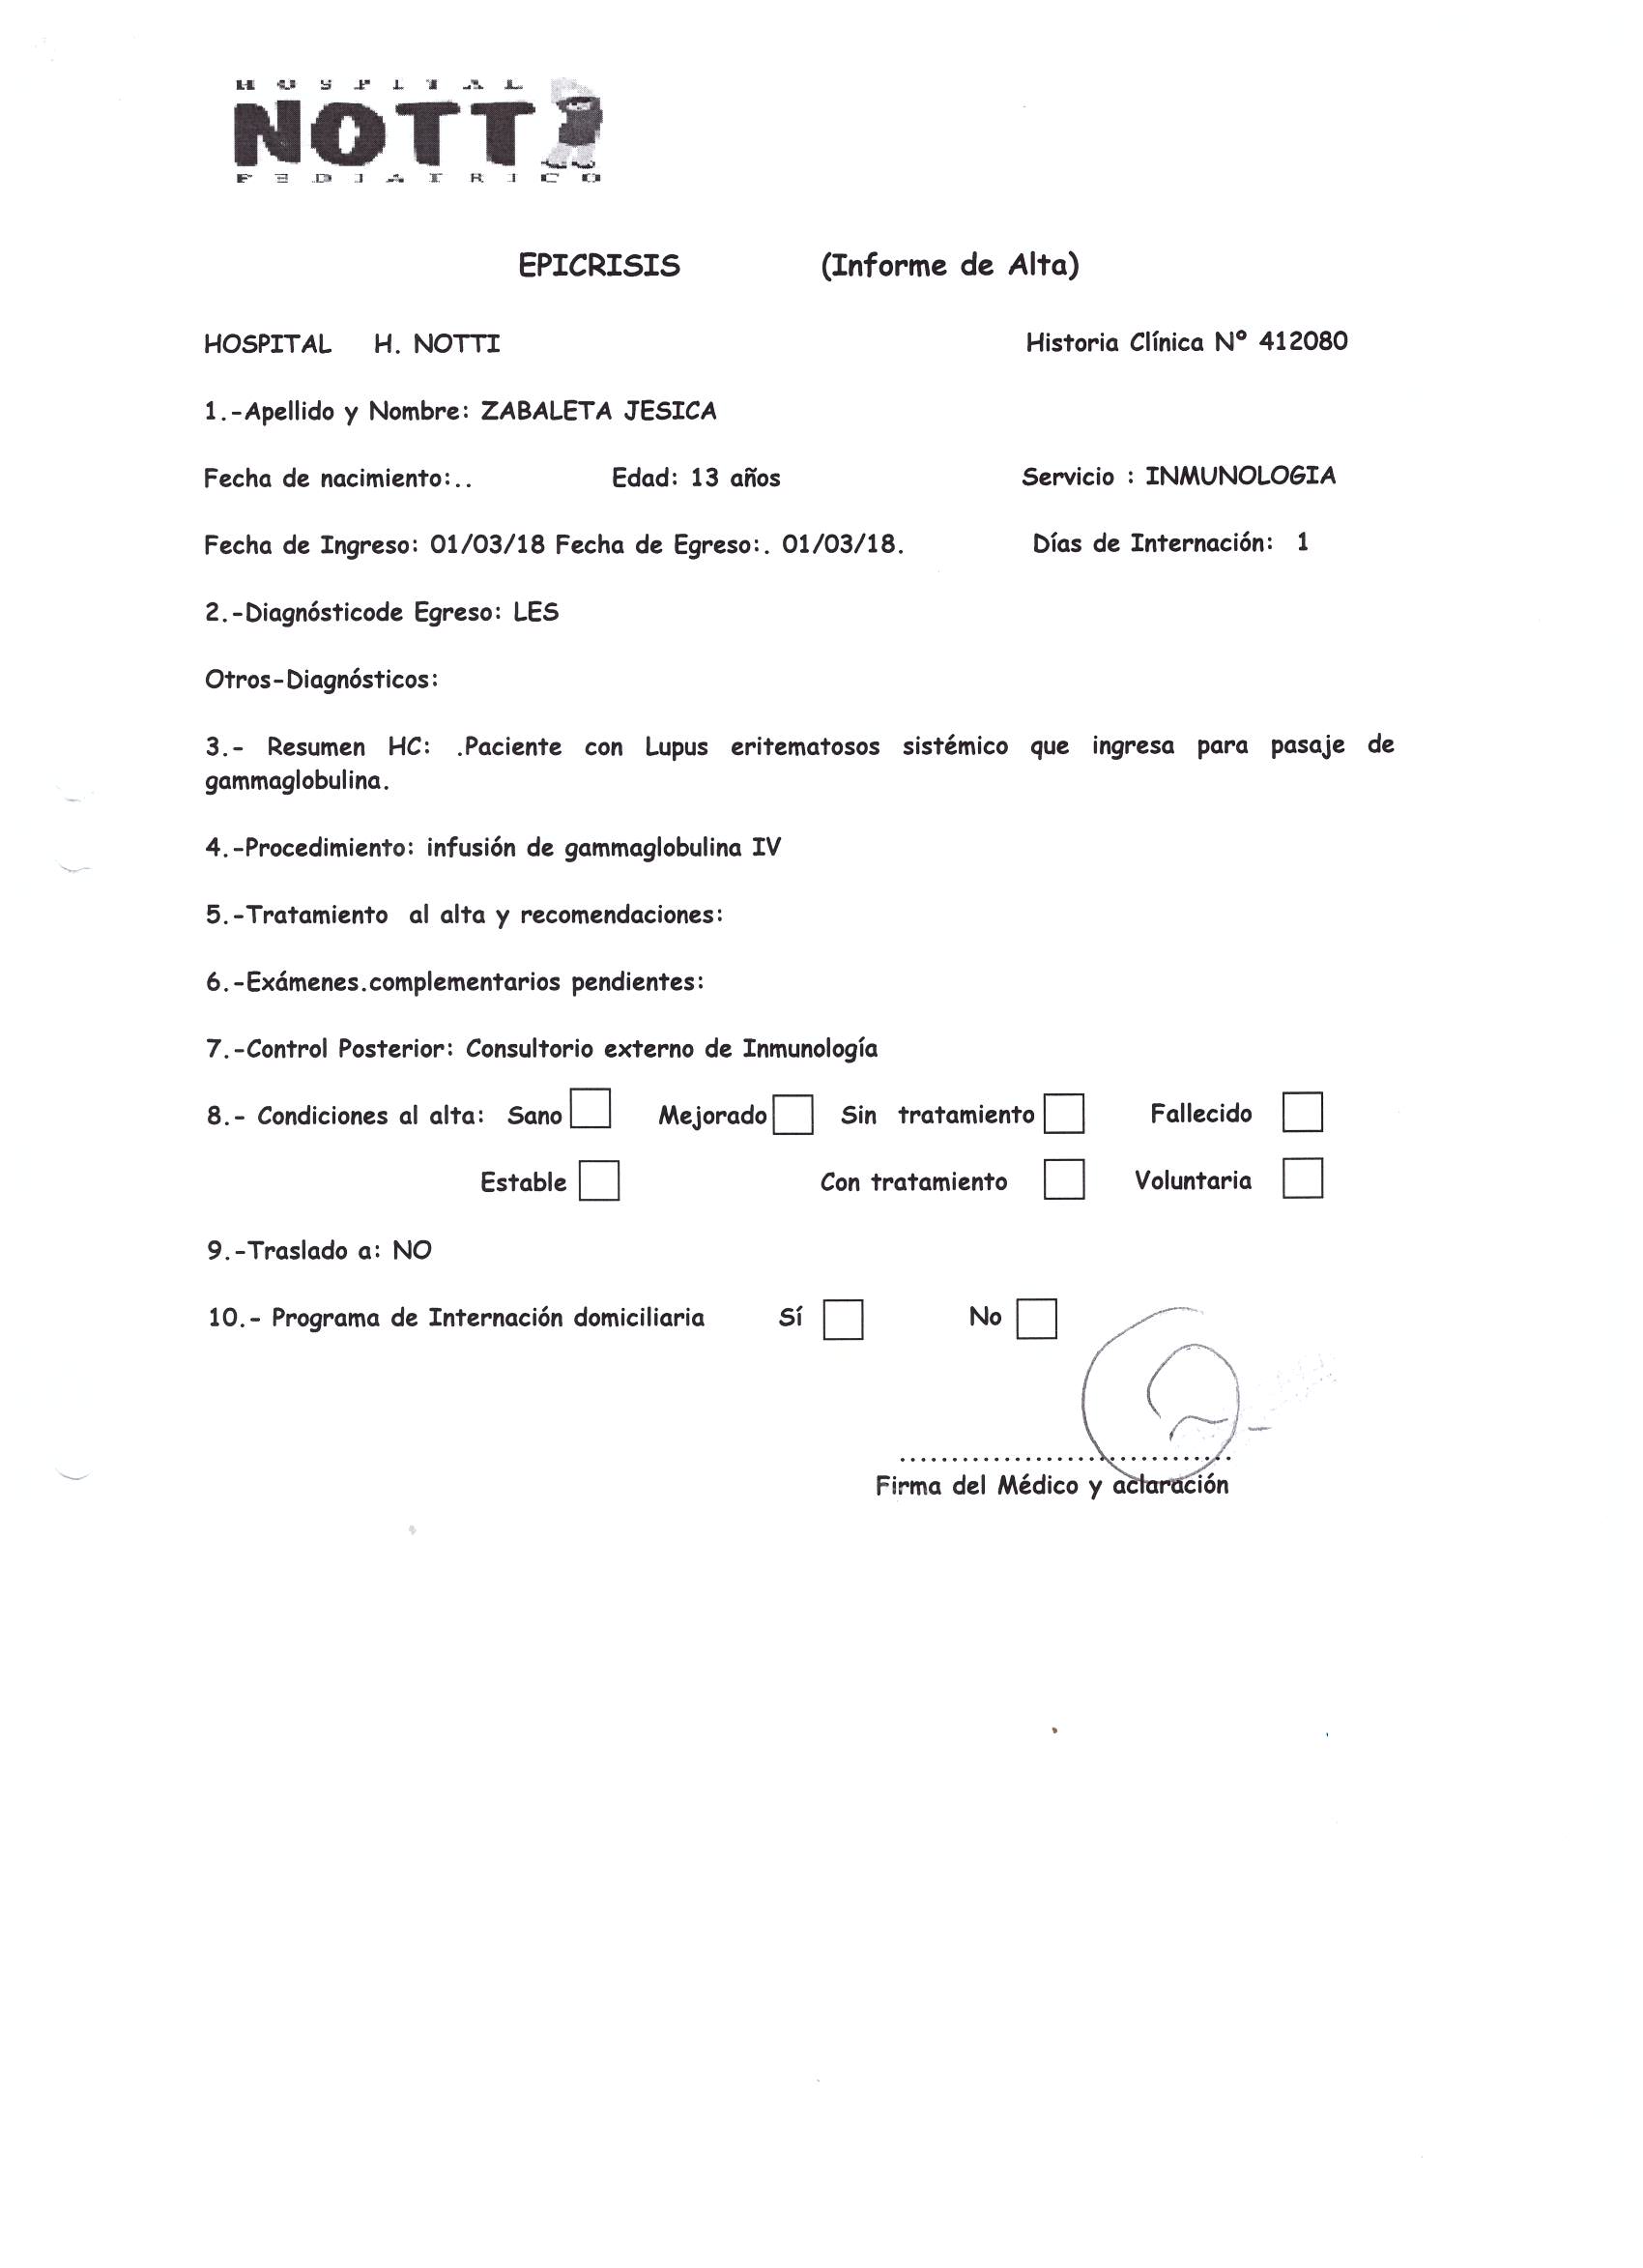 HOSPITAL
NOTTI
PEDIATRICO
EPICRISIS (Informe de Alta)
HOSPITAL H. NOTTI Historia Clínica Nº 412080
1.-Apellido y Nombre: ZABALETA JESICA
Fecha de nacimiento:.. Edad: 13 años Servicio : INMUNOLOGIA
Fecha de Ingreso: 01/03/18 Fecha de Egreso:. 01/03/18. Días de Internación: 1
2.-Diagnósticode Egreso: LES
Otros-Diagnósticos:
3.- Resumen HC: .Paciente con Lupus eritematosos sistémico que ingresa para pasaje de
gammaglobulina.
4.-Procedimiento: infusión de gammaglobulina IV
5.-Tratamiento al alta y recomendaciones:
6.-Exámenes.complementarios pendientes:
7.-Control Posterior: Consultorio externo de Inmunología
8.- Condiciones al alta: Sano Mejorado Sin tratamiento Fallecido
Estable Con tratamiento Voluntaria
9.-Traslado a: NO
10.- Programa de Internación domiciliaria Sí No
................................
Firma del Médico y aclaración